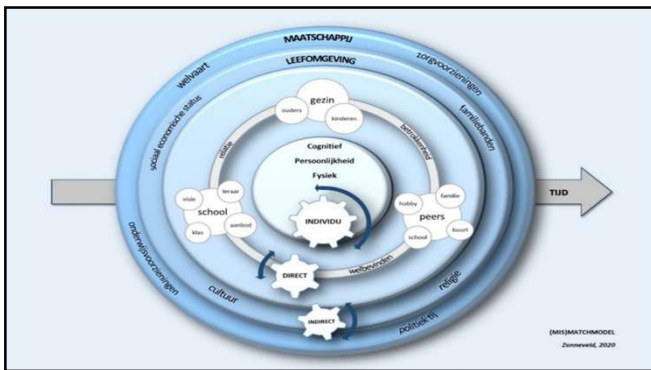 MAATSCHAPPIJ
welvaart
zorgvoorzieningen
LEEFOMGEVING
sociaal economische status
familiebanden
gezin
ouders
kinderen
relatie
betrokkenheid
Cognitief
Persoonlijkheid
Fysiek
TIJD
visie
leraar
school
klas
aanbod
INDIVIDU
hobby
familie
peers
school
buurt
DIRECT
welbevinden
onderwijsvoorzieningen
cultuur
religie
INDIRECT
politiek tij
(MIS)MATCHMODEL
Zonneveld, 2020